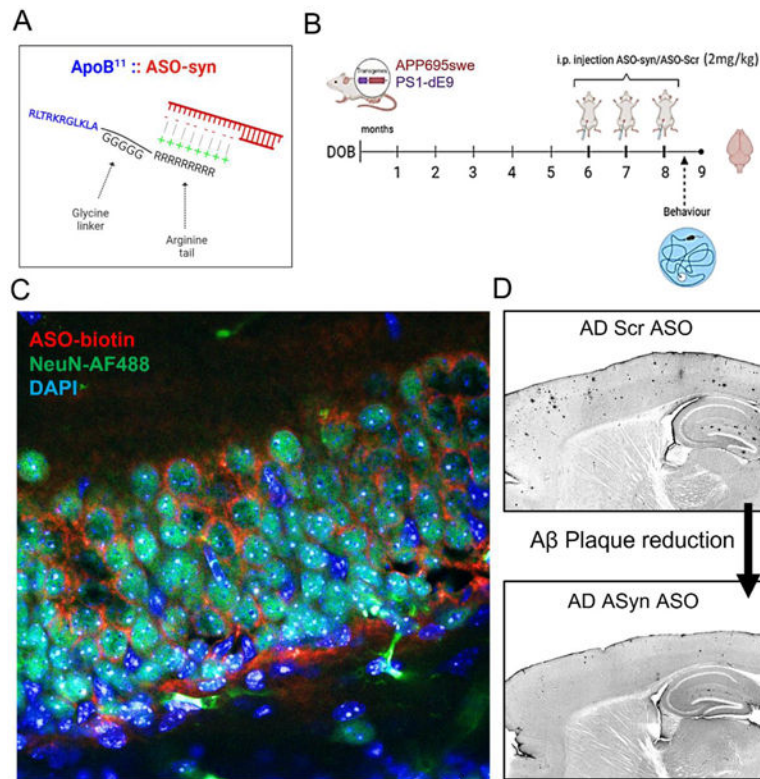 A
ApoB¹¹ :: ASO-syn
RLTRKRGLKLA
GGGGG
RRRRRRRRR
Glycine
linker
Arginine
tail
B
Transgenes
APP695swe
PS1-dE9
i.p. injection ASO-syn/ASO-Scr (2mg/kg)
months
DOB
1 2 3 4 5 6 7 8 9
Behaviour
C
ASO-biotin
NeuN-AF488
DAPI
D
AD Scr ASO
Aβ Plaque reduction
AD ASyn ASO